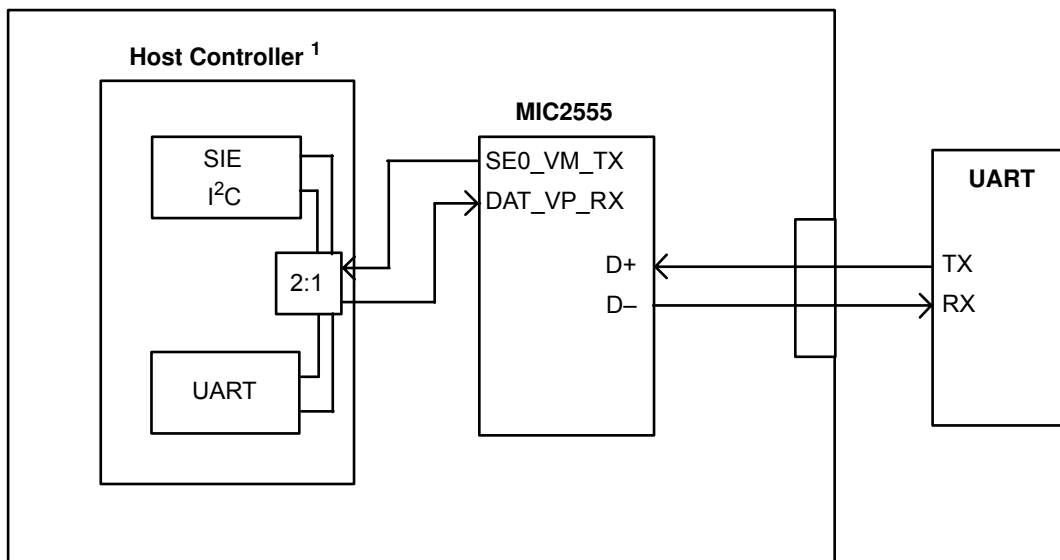 Host Controller ¹
SIE
I²C
2:1
UART
MIC2555
SE0_VM_TX
DAT_VP_RX
D+
D–
UART
TX
RX